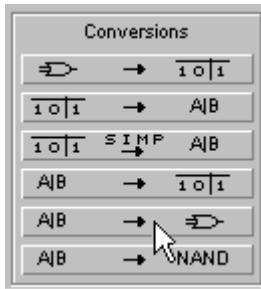 Conversions
→ 1 0 1
1 0 1 → A|B
1 0 1 SIMP → A|B
A|B → 1 0 1
A|B →
A|B → NAND